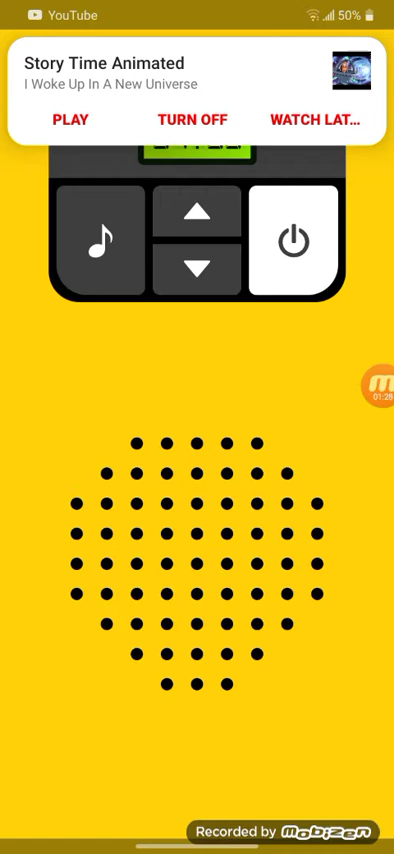 YouTube
50%
Story Time Animated
I Woke Up In A New Universe
PLAY
TURN OFF
WATCH LAT...
01:28
Recorded by Mobizen